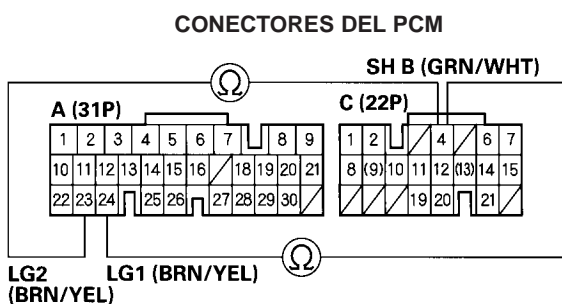 CONECTORES DEL PCM
SH B (GRN/WHT)
Ω
A (31P)
C (22P)
1 2 3 4 5 6 7 8 9
1 2 4 6 7
10 11 12 13 14 15 16 18 19 20 21
8 (9) 10 11 12 (13) 14 15
22 23 24 25 26 27 28 29 30
19 20 21
LG2
(BRN/YEL)
LG1 (BRN/YEL)
Ω